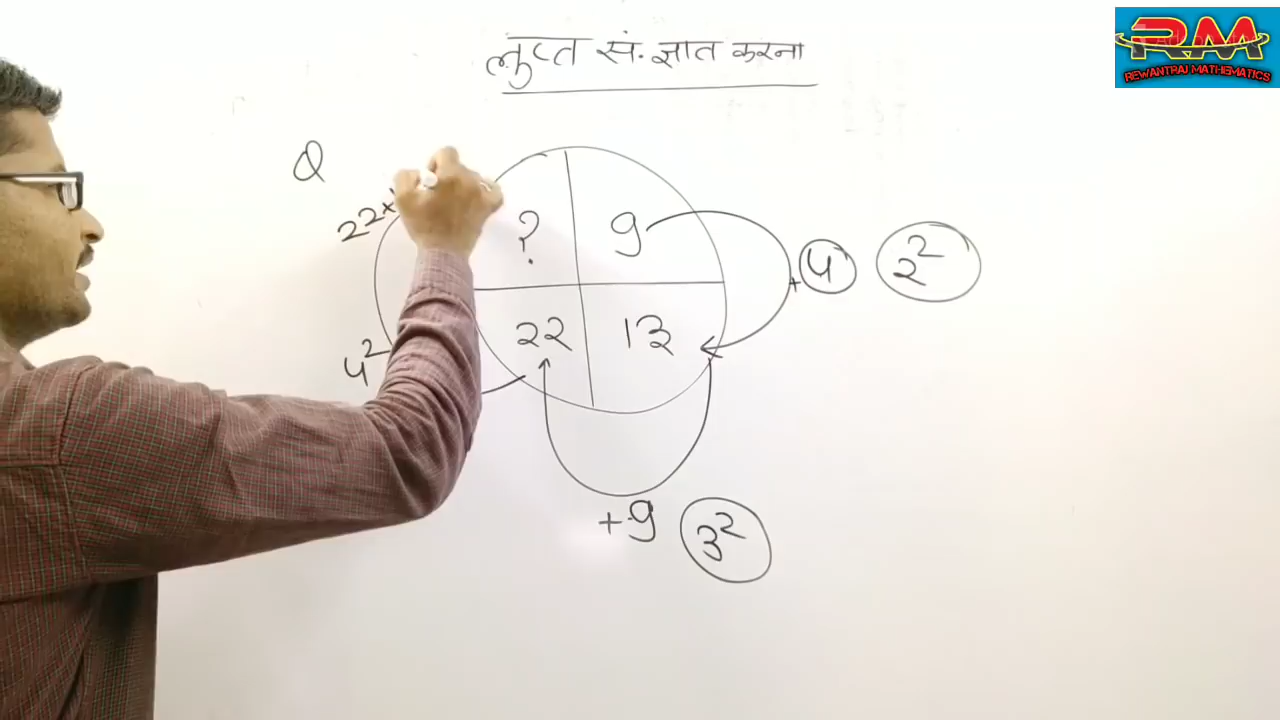 लुप्त सं. ज्ञात करना
RM
REWANTRAJ MATHEMATICS
Q
22+
? 9
+4 2²
22 13
4²
+9 3²